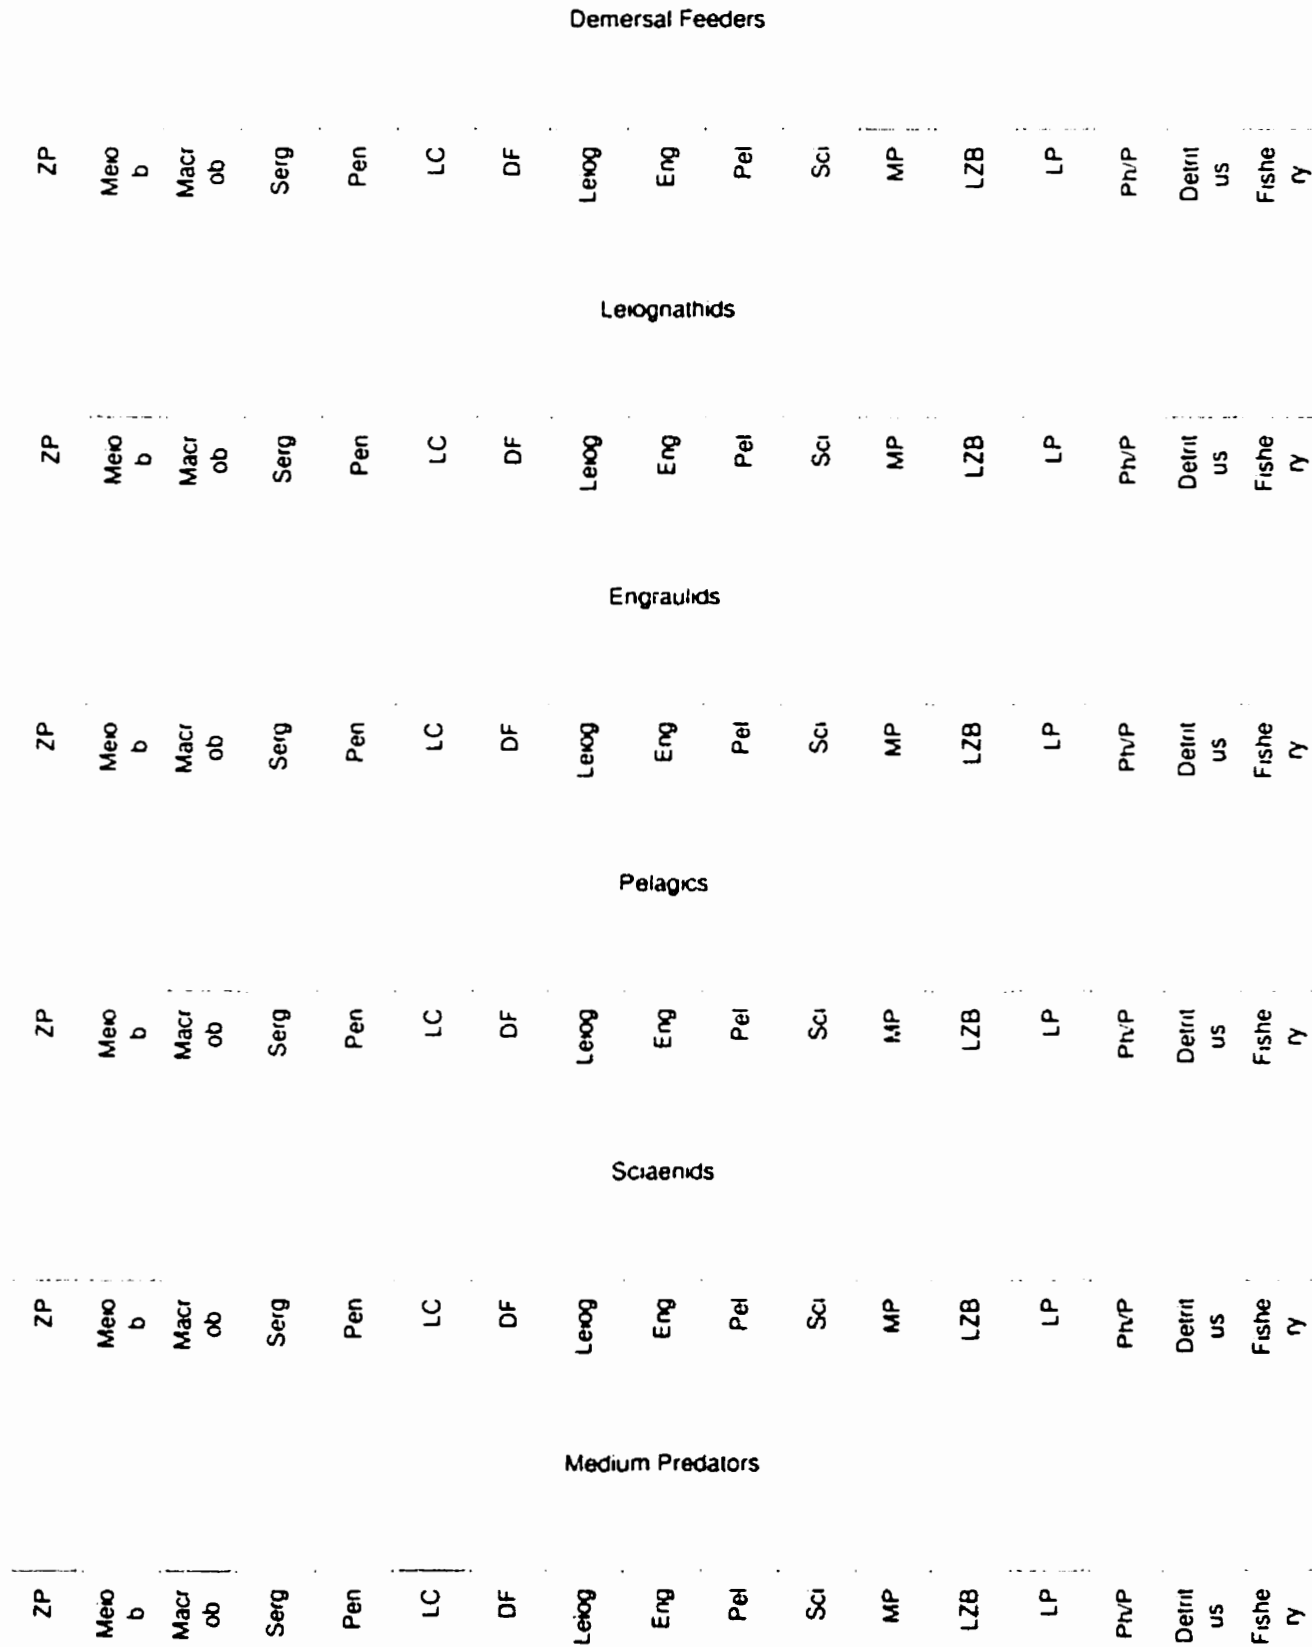 Demersal Feeders
ZP Meio b Macr ob Serg Pen LC DF Leiog Eng Pel Sci MP LZB LP Ph/P Detrit us Fishe ry
Leiognathids
ZP Meio b Macr ob Serg Pen LC DF Leiog Eng Pel Sci MP LZB LP Ph/P Detrit us Fishe ry
Engraulids
ZP Meio b Macr ob Serg Pen LC DF Leiog Eng Pel Sci MP LZB LP Ph/P Detrit us Fishe ry
Pelagics
ZP Meio b Macr ob Serg Pen LC DF Leiog Eng Pel Sci MP LZB LP Ph/P Detrit us Fishe ry
Sciaenids
ZP Meio b Macr ob Serg Pen LC DF Leiog Eng Pel Sci MP LZB LP Ph/P Detrit us Fishe ry
Medium Predators
ZP Meio b Macr ob Serg Pen LC DF Leiog Eng Pel Sci MP LZB LP Ph/P Detrit us Fishe ry